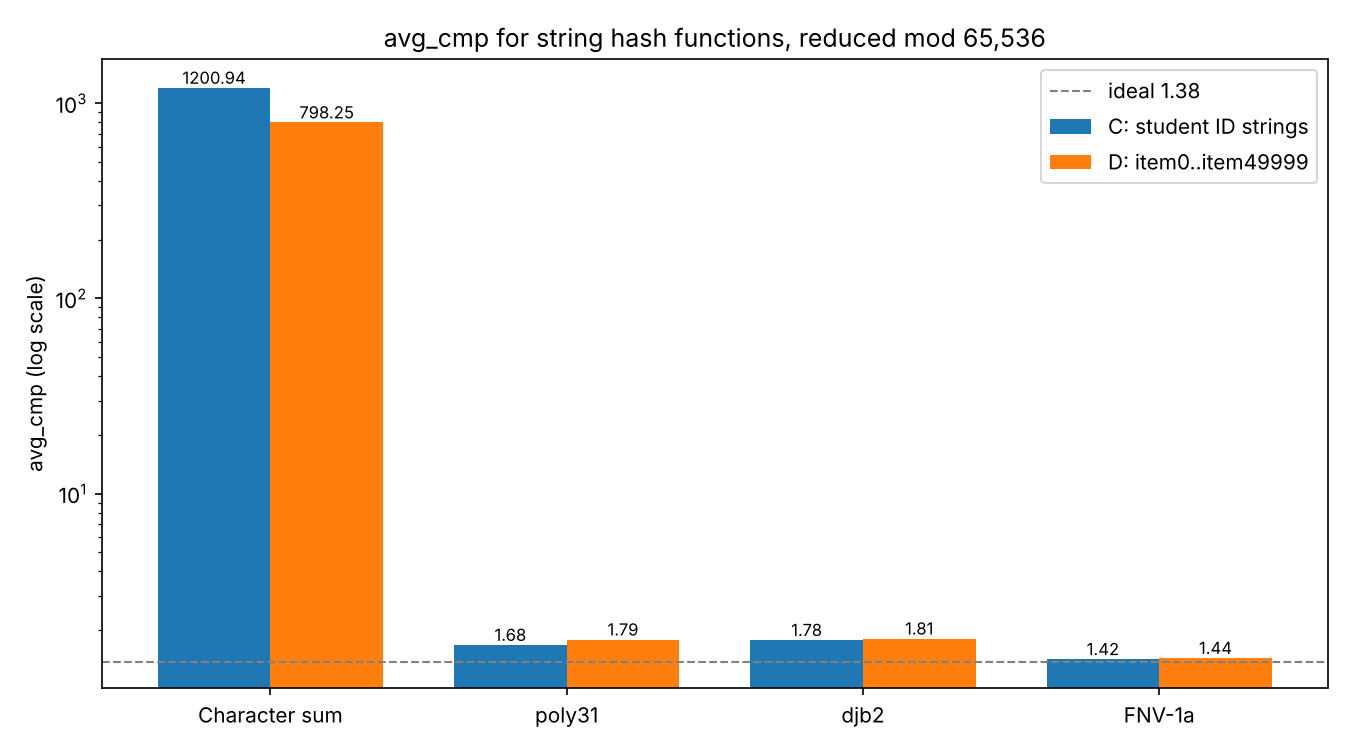 avg_cmp for string hash functions, reduced mod 65,536
avg_cmp (log scale)
10³
10²
10¹
1200.94
798.25
1.68
1.79
1.78
1.81
1.42
1.44
ideal 1.38
C: student ID strings
D: item0..item49999
Character sum
poly31
djb2
FNV-1a